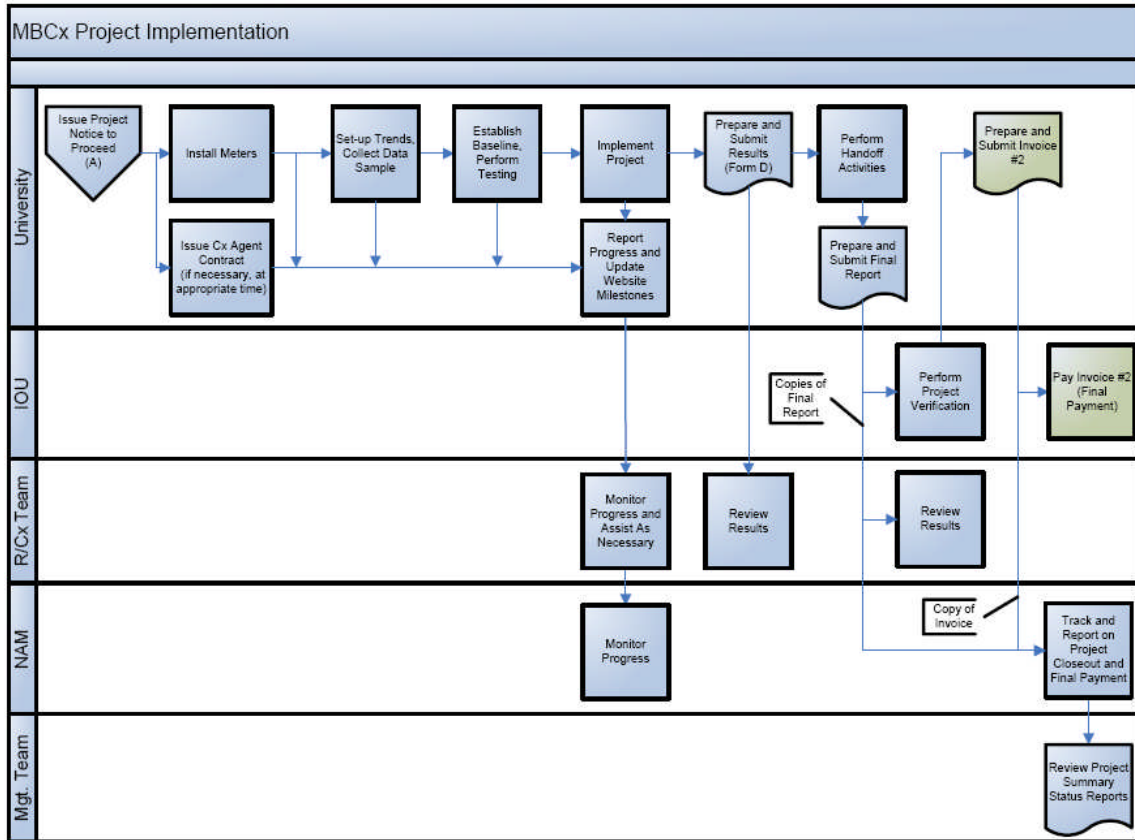 MBCx Project Implementation
University
Issue Project
Notice to
Proceed
(A)
Install Meters
Set-up Trends,
Collect Data
Sample
Establish
Baseline,
Perform
Testing
Implement
Project
Prepare and
Submit
Results
(Form D)
Perform
Handoff
Activities
Prepare and
Submit Invoice
#2
Issue Cx Agent
Contract
(if necessary, at
appropriate time)
Report
Progress and
Update
Website
Milestones
Prepare and
Submit Final
Report
IOU
Copies of
Final
Report
Perform
Project
Verification
Pay Invoice #2
(Final
Payment)
R/Cx Team
Monitor
Progress and
Assist As
Necessary
Review
Results
Review
Results
NAM
Monitor
Progress
Copy of
Invoice
Track and
Report on
Project
Closeout and
Final Payment
Mgt. Team
Review Project
Summary
Status Reports